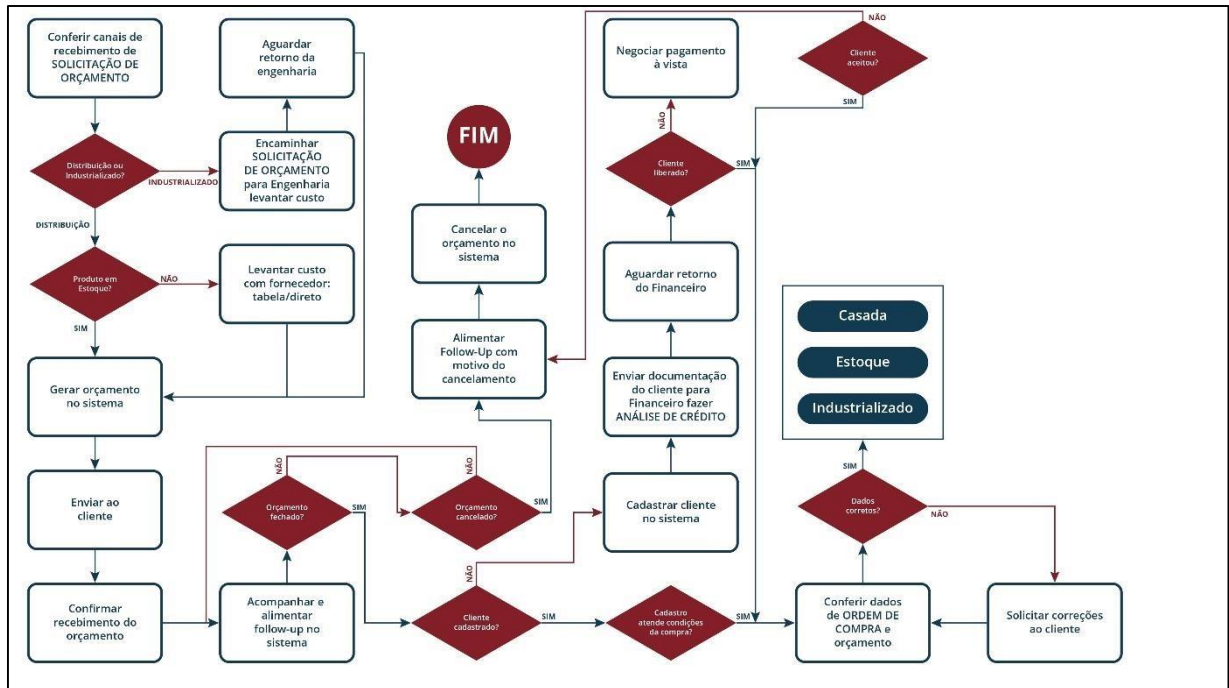 Conferir canais de
recebimento de
SOLICITAÇÃO DE
ORÇAMENTO
Aguardar
retorno da
engenharia
Distribuição ou
Industrializado?
INDUSTRIALIZADO
Encaminhar
SOLICITAÇÃO
DE ORÇAMENTO
para Engenharia
levantar custo
DISTRIBUIÇÃO
Produto em
Estoque?
NÃO
Levantar custo
com fornecedor:
tabela/direto
SIM
Gerar orçamento
no sistema
Enviar ao
cliente
Confirmar
recebimento do
orçamento
Acompanhar e
alimentar
follow-up no
sistema
Orçamento
fechado?
NÃO
SIM
Orçamento
cancelado?
NÃO
SIM
Alimentar
Follow-Up com
motivo do
cancelamento
Cancelar o
orçamento no
sistema
FIM
Cliente
cadastrado?
NÃO
SIM
Cadastrar cliente
no sistema
Enviar documentação
do cliente para
Financeiro fazer
ANÁLISE DE CRÉDITO
Aguardar retorno
do Financeiro
Cliente
liberado?
NÃO
SIM
Negociar pagamento
à vista
Cliente
aceitou?
NÃO
SIM
Cadastro
atende condições
da compra?
SIM
Conferir dados
de ORDEM DE
COMPRA e
orçamento
Dados
corretos?
NÃO
SIM
Solicitar correções
ao cliente
Casada
Estoque
Industrializado